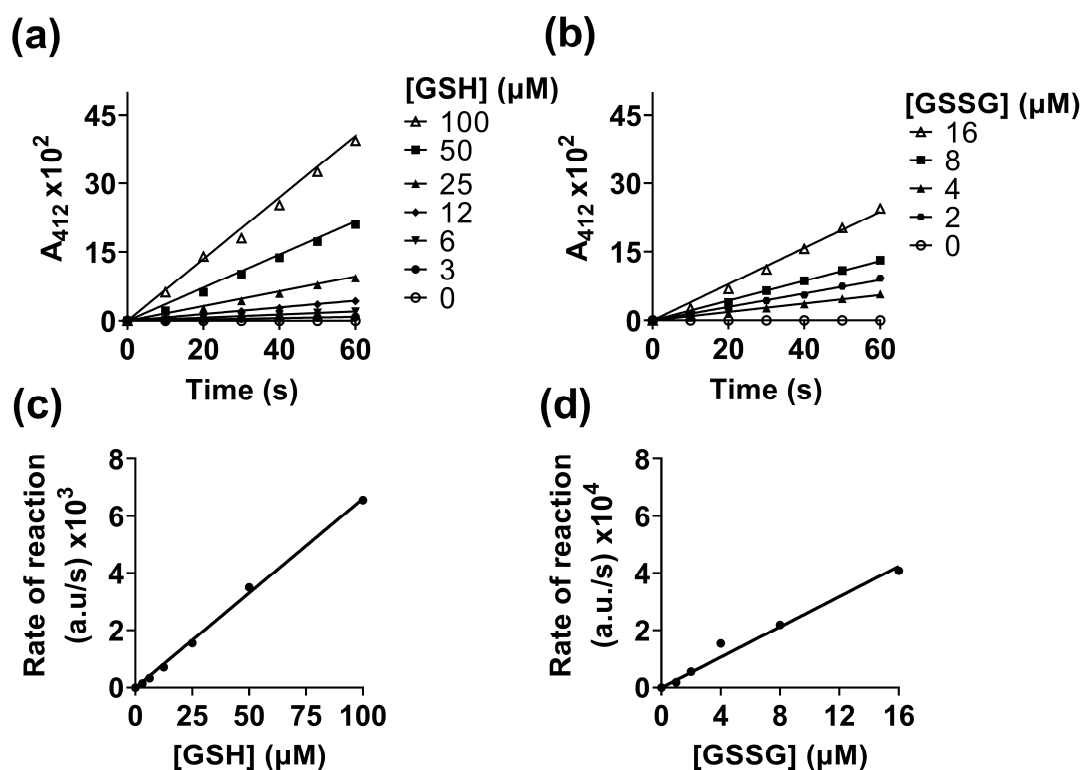 (a)
A412 x10²
45
30
15
0
0 20 40 60
Time (s)
[GSH] (µM)
100
50
25
12
6
3
0
(b)
A412 x10²
45
30
15
0
0 20 40 60
Time (s)
[GSSG] (µM)
16
8
4
2
0
(c)
Rate of reaction
(a.u/s) x10³
8
6
4
2
0
0 25 50 75 100
[GSH] (µM)
(d)
Rate of reaction
(a.u./s) x10⁴
8
6
4
2
0
0 4 8 12 16
[GSSG] (µM)